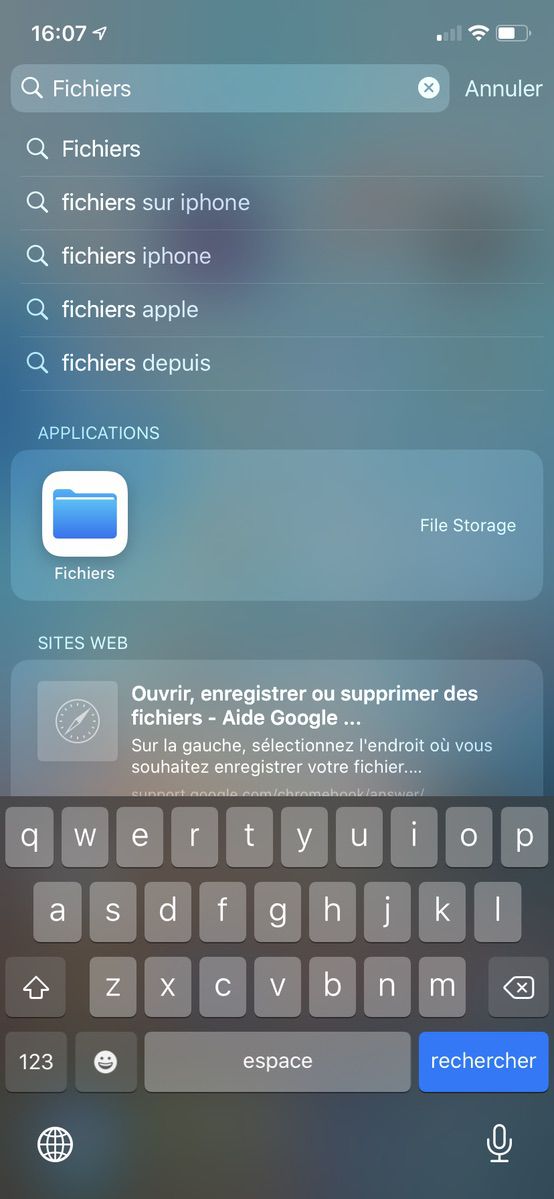 16:07
Fichiers
Annuler
Fichiers
fichiers sur iphone
fichiers iphone
fichiers apple
fichiers depuis
APPLICATIONS
File Storage
Fichiers
SITES WEB
Ouvrir, enregistrer ou supprimer des
fichiers - Aide Google ...
Sur la gauche, sélectionnez l'endroit où vous
souhaitez enregistrer votre fichier....
support.google.com/chromebook/answer/
q w e r t y u i o p
a s d f g h j k l
z x c v b n m
123
espace
rechercher